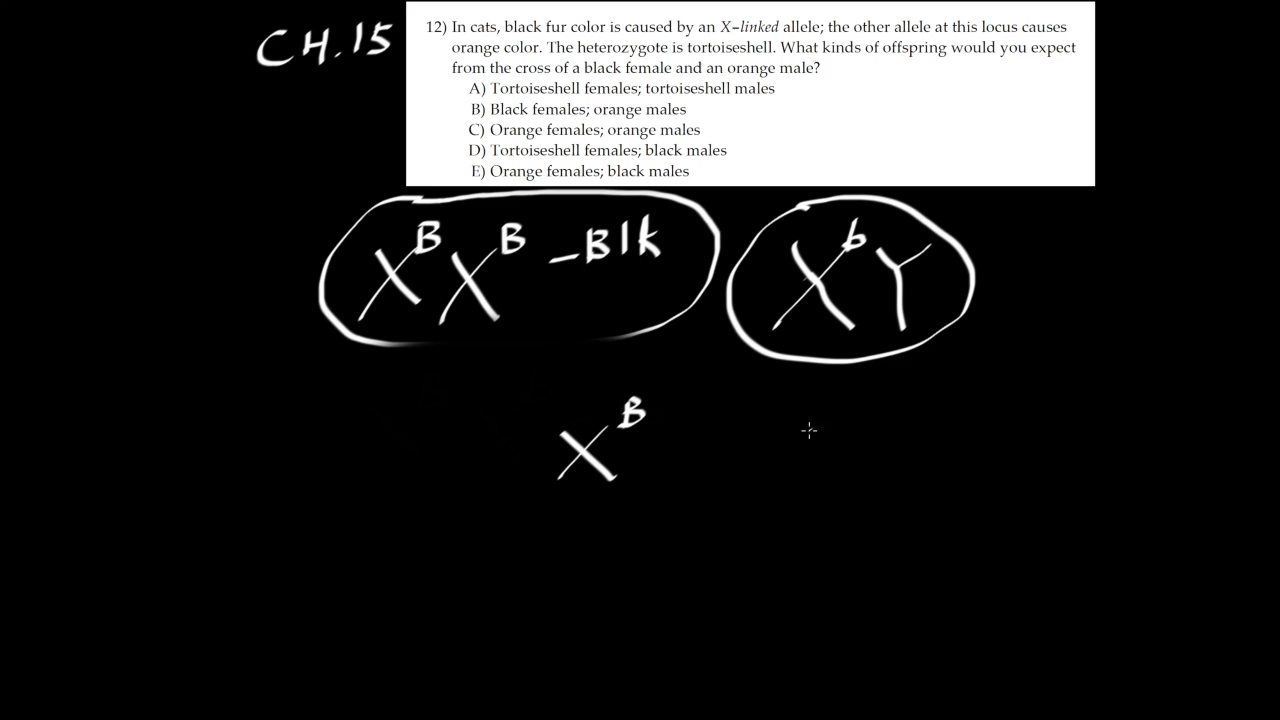 CH.15
12) In cats, black fur color is caused by an X-linked allele; the other allele at this locus causes
orange color. The heterozygote is tortoiseshell. What kinds of offspring would you expect
from the cross of a black female and an orange male?
A) Tortoiseshell females; tortoiseshell males
B) Black females; orange males
C) Orange females; orange males
D) Tortoiseshell females; black males
E) Orange females; black males
X^B X^B - Blk X^b Y
X^B